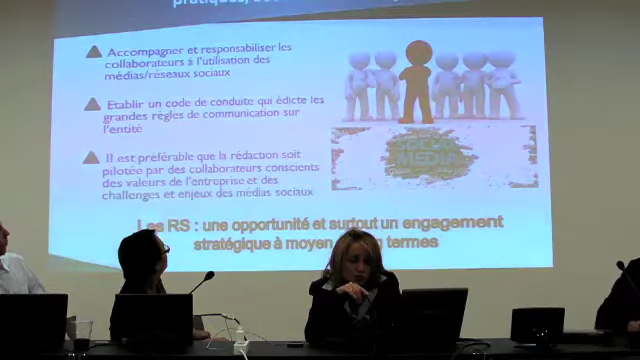 Accompagner et responsabiliser les
collaborateurs à l'utilisation des
médias/réseaux sociaux
Etablir un code de conduite qui édicte les
grandes règles de communication sur
l'entité
Il est préférable que la rédaction soit
pilotée par des collaborateurs conscients
des valeurs de l'entreprise et des
challenges et enjeux des médias sociaux
SOCIAL
MEDIA
Les RS : une opportunité et surtout un engagement
stratégique à moyen termes